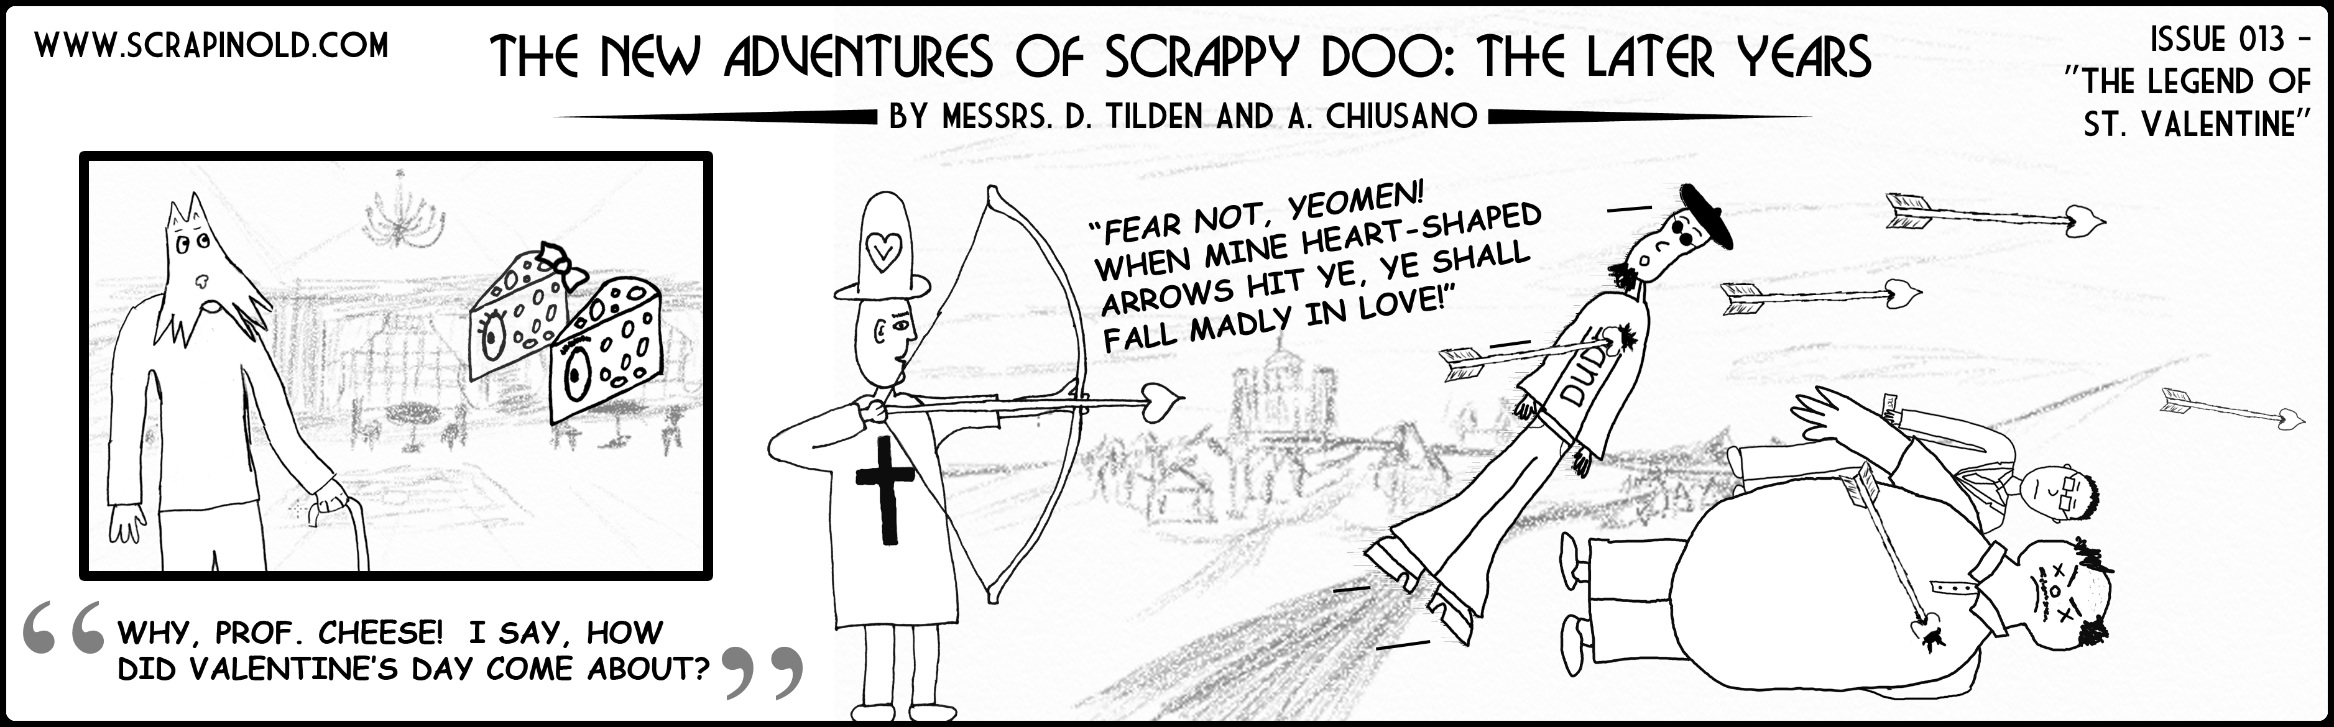 WWW.SCRAPINOLD.COM
THE NEW ADVENTURES OF SCRAPPY DOO: THE LATER YEARS
BY MESSRS. D. TILDEN AND A. CHIUSANO
ISSUE 013 -
"THE LEGEND OF
ST. VALENTINE"
"WHY, PROF. CHEESE! I SAY, HOW
DID VALENTINE'S DAY COME ABOUT?"
"FEAR NOT, YEOMEN!
WHEN MINE HEART-SHAPED
ARROWS HIT YE, YE SHALL
FALL MADLY IN LOVE!"
DUDE